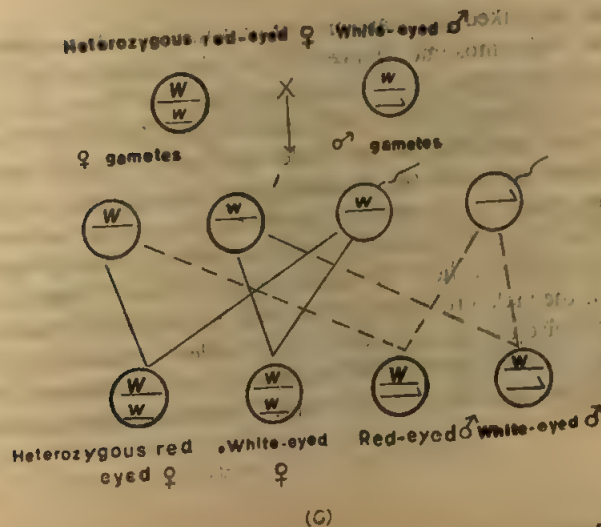 Heterozygous red-eyed ♀ White-eyed ♂
W
w
X
w
♀ gametes
♂ gametes
W
w
w
W
w
w
w
W
w
Heterozygous red
eyed ♀
White-eyed
♀
Red-eyed ♂
White-eyed ♂
(C)